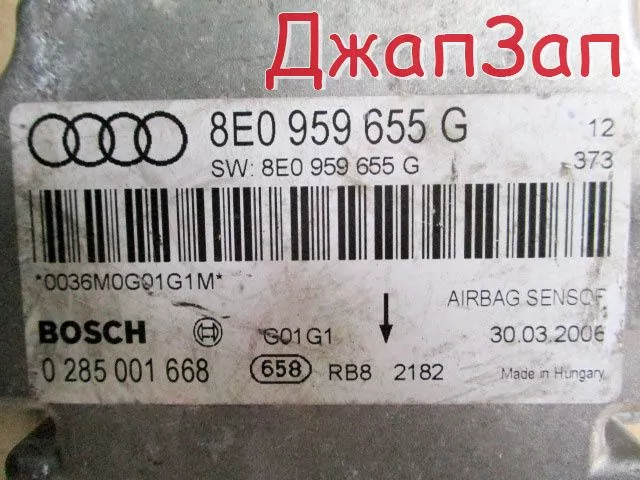 ДжапЗап
8E0 959 655 G 12
SW: 8E0 959 655 G 373
*0036M0G01G1M*
AIRBAG SENSOR
BOSCH G01G1 30.03.2006
0 285 001 668 658 RB8 2182 Made in Hungary